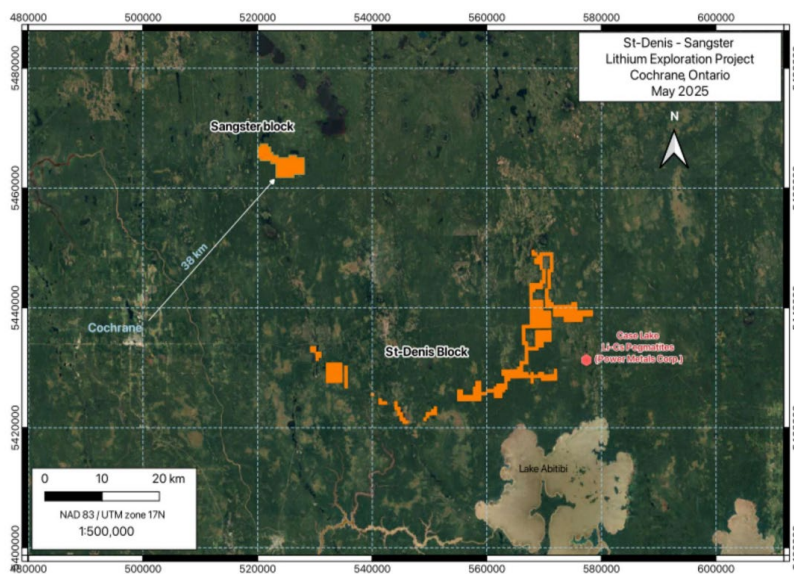 480000 500000 520000 540000 560000 580000 600000
St-Denis - Sangster
Lithium Exploration Project
Cochrane, Ontario
May 2025
N
Sangster block
38 km
Cochrane
St-Denis Block
Case Lake
Li-Cs Pegmatites
(Power Metals Corp.)
Lake Abitibi
0 10 20 km
NAD 83 / UTM zone 17N
1:500,000
5480000
5460000
5440000
5420000
5400000
480000 500000 520000 540000 560000 580000 600000